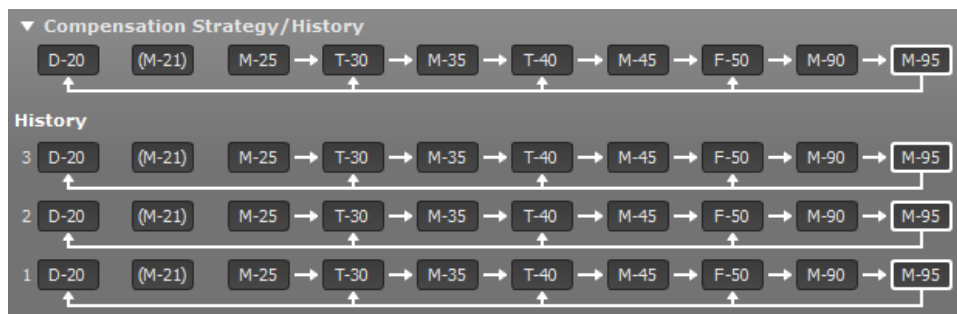 ▼ Compensation Strategy/History
D-20 (M-21) M-25 T-30 M-35 T-40 M-45 F-50 M-90 M-95
History
3 D-20 (M-21) M-25 T-30 M-35 T-40 M-45 F-50 M-90 M-95
2 D-20 (M-21) M-25 T-30 M-35 T-40 M-45 F-50 M-90 M-95
1 D-20 (M-21) M-25 T-30 M-35 T-40 M-45 F-50 M-90 M-95